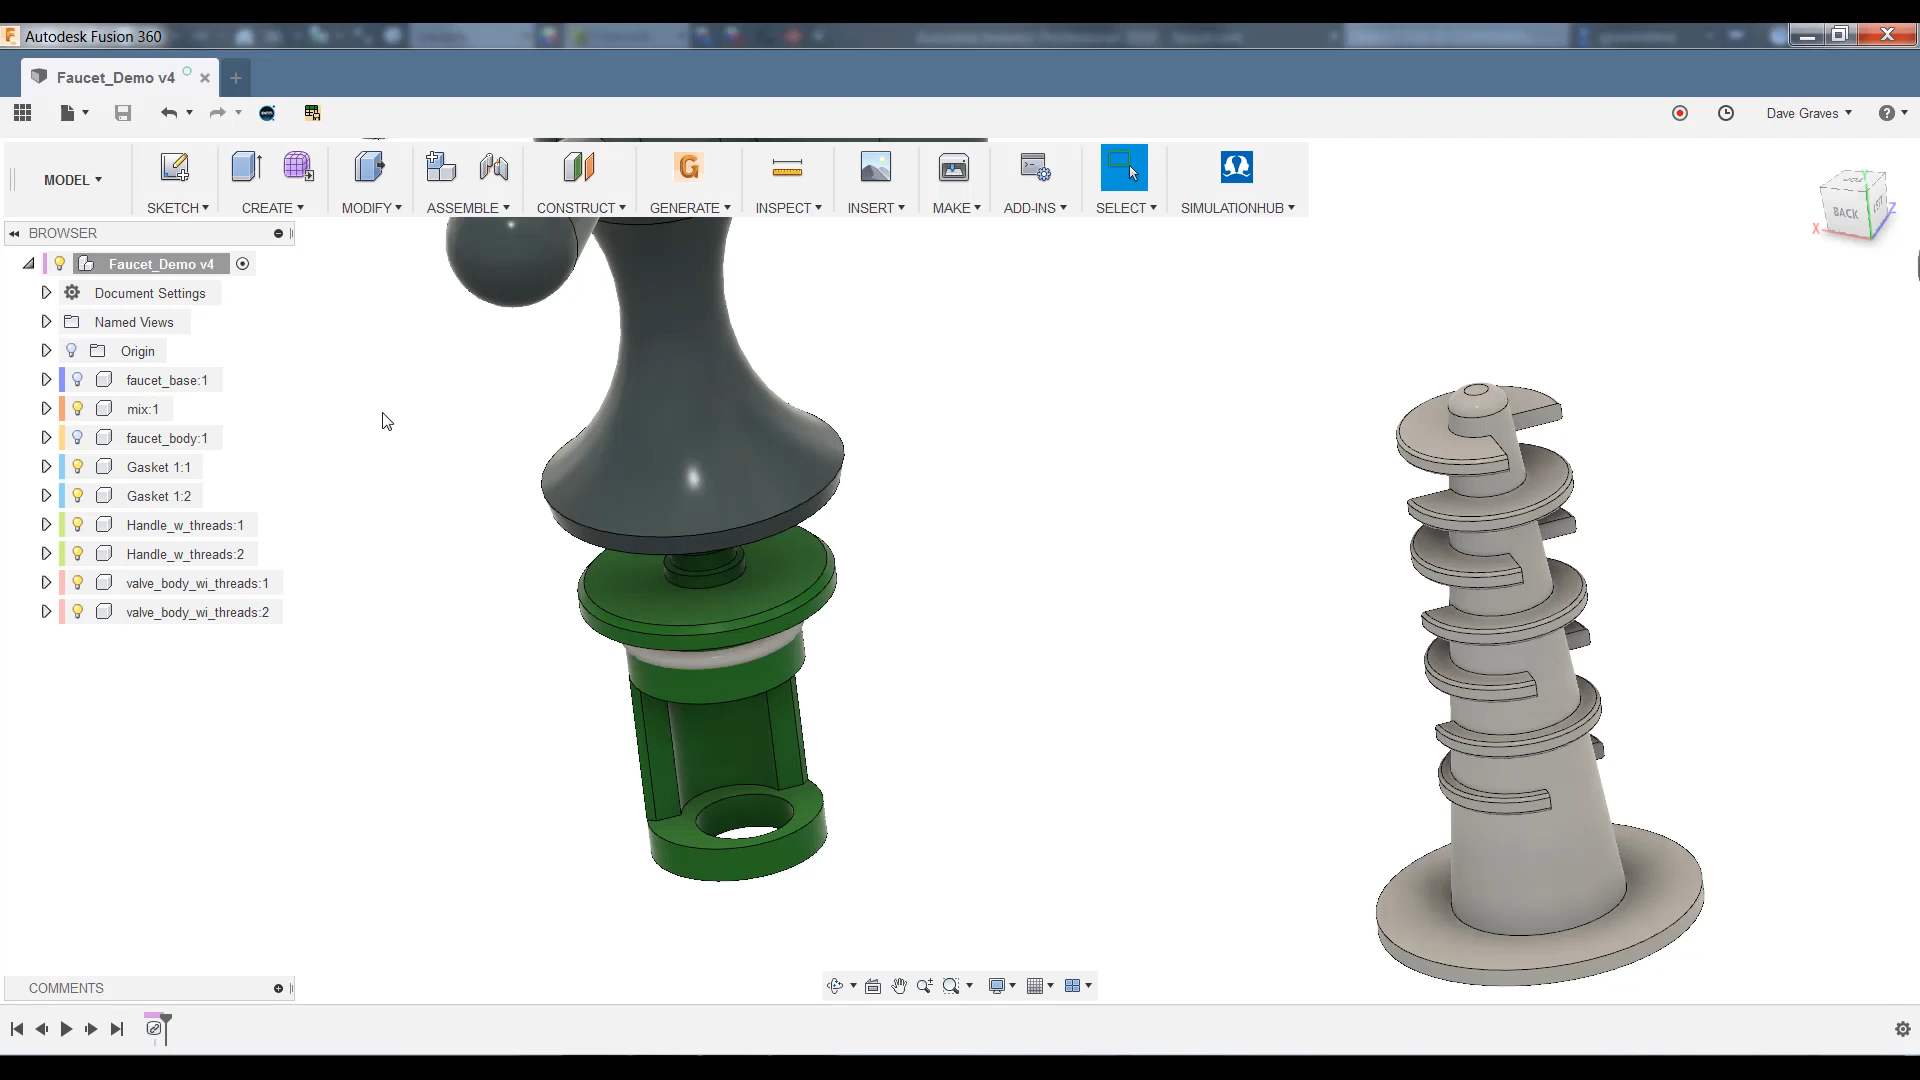 Autodesk Fusion 360
Faucet_Demo v4
Dave Graves
MODEL
SKETCH
CREATE
MODIFY
ASSEMBLE
CONSTRUCT
GENERATE
INSPECT
INSERT
MAKE
ADD-INS
SELECT
SIMULATIONHUB
BROWSER
Faucet_Demo v4
Document Settings
Named Views
Origin
faucet_base:1
mix:1
faucet_body:1
Gasket 1:1
Gasket 1:2
Handle_w_threads:1
Handle_w_threads:2
valve_body_wi_threads:1
valve_body_wi_threads:2
TOP
BACK
LEFT
X
Y
Z
COMMENTS